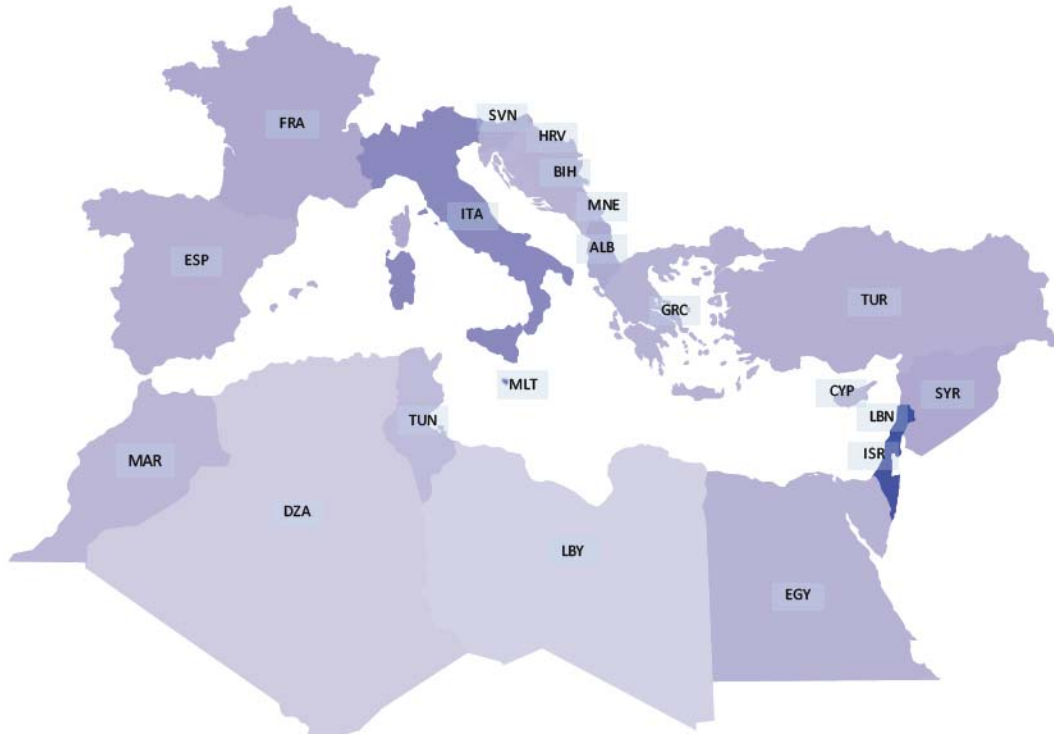 SVN
FRA
HRV
BIH
MNE
ITA
ALB
ESP
TUR
GRC
MLT
CYP
SYR
LBN
TUN
ISR
MAR
DZA
LBY
EGY